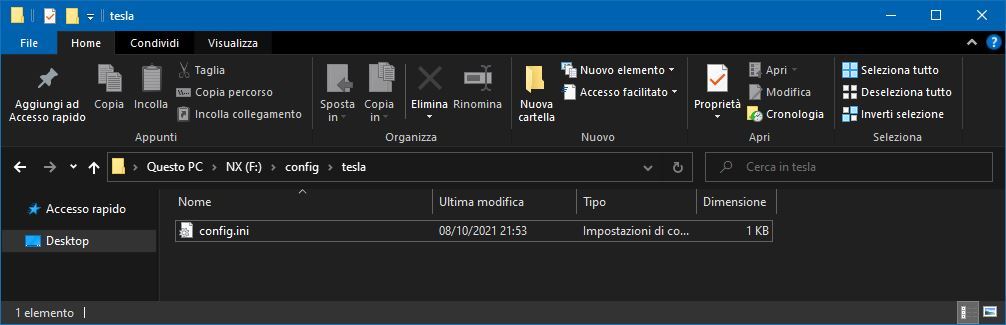 tesla
File Home Condividi Visualizza
Aggiungi ad Accesso rapido
Copia
Incolla
Taglia
Copia percorso
Incolla collegamento
Appunti
Sposta in
Copia in
Elimina
Rinomina
Organizza
Nuova cartella
Nuovo elemento
Accesso facilitato
Nuovo
Proprietà
Apri
Modifica
Cronologia
Apri
Seleziona tutto
Deseleziona tutto
Inverti selezione
Seleziona
Questo PC > NX (F:) > config > tesla
Cerca in tesla
Accesso rapido
Desktop
Nome Ultima modifica Tipo Dimensione
config.ini 08/10/2021 21:53 Impostazioni di co... 1 KB
1 elemento